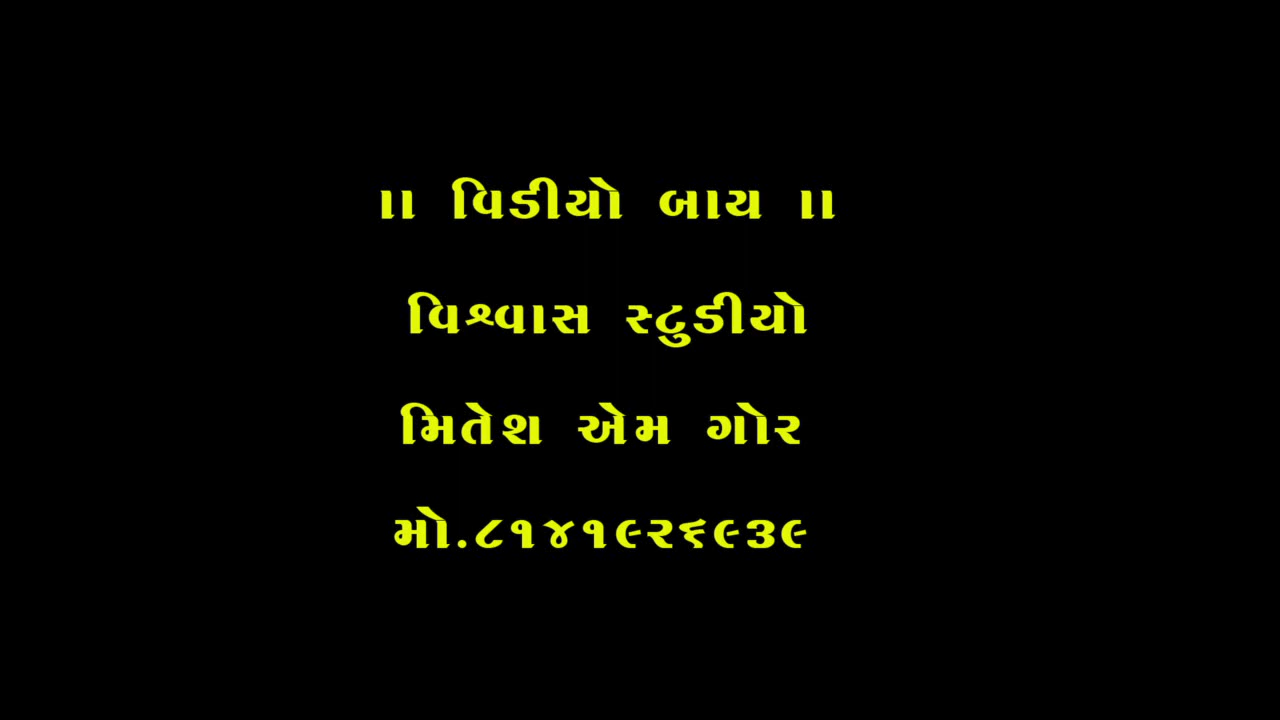 ।। વિડીયો બાય ।।
વિશ્વાસ સ્ટુડીયો
મિતેશ એમ ગોર
મો.૮૧૪૧૯૨૬૯૩૯